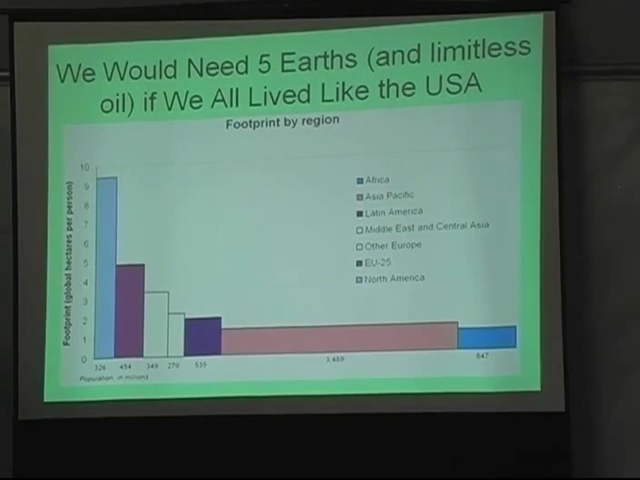 We Would Need 5 Earths (and limitless
oil) if We All Lived Like the USA
Footprint by region
Footprint (global hectares per person)
10
9
8
7
6
5
4
3
2
1
0
Africa
Asia Pacific
Latin America
Middle East and Central Asia
Other Europe
EU-25
North America
326 454 349 270 535 3,489 847
Population, in millions